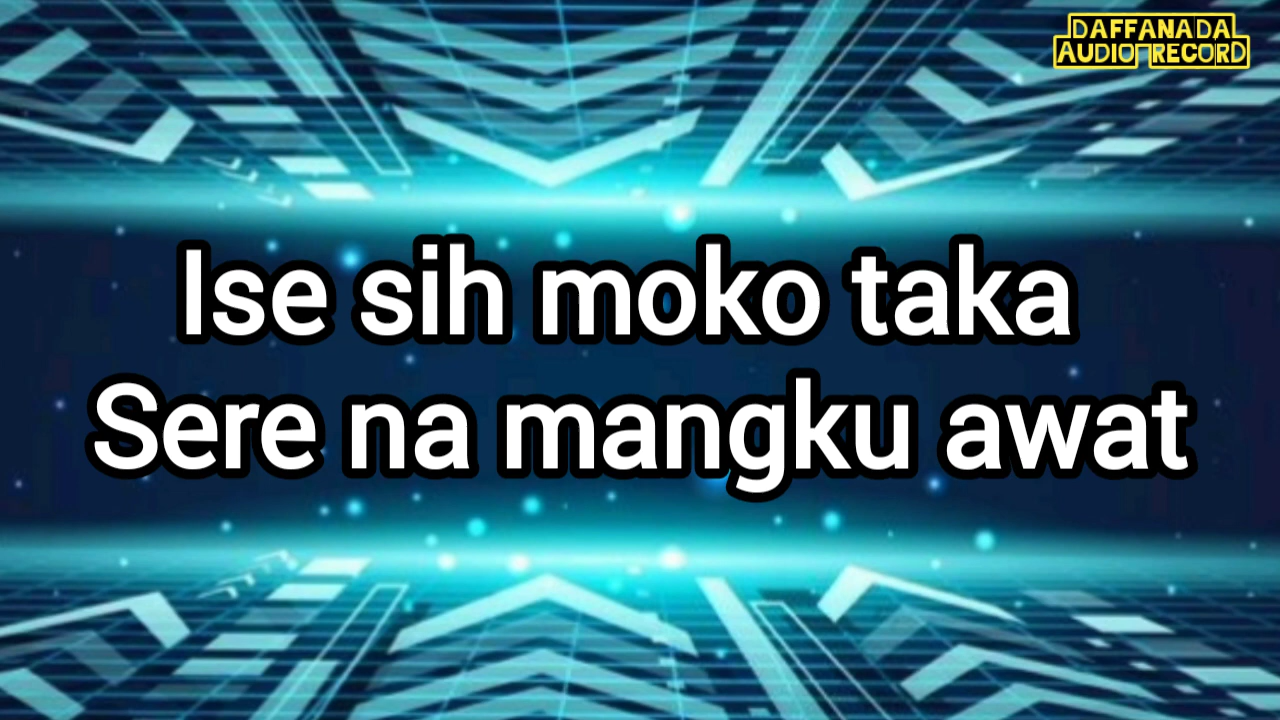 DAFFANADA
AUDIO RECORD
Ise sih moko taka
Sere na mangku awat